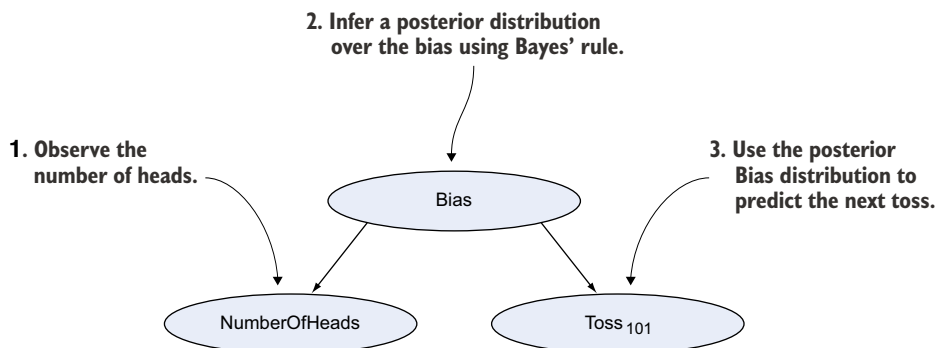 2. Infer a posterior distribution
over the bias using Bayes’ rule.
1. Observe the
number of heads.
3. Use the posterior
Bias distribution to
predict the next toss.
Bias
NumberOfHeads
Toss 101